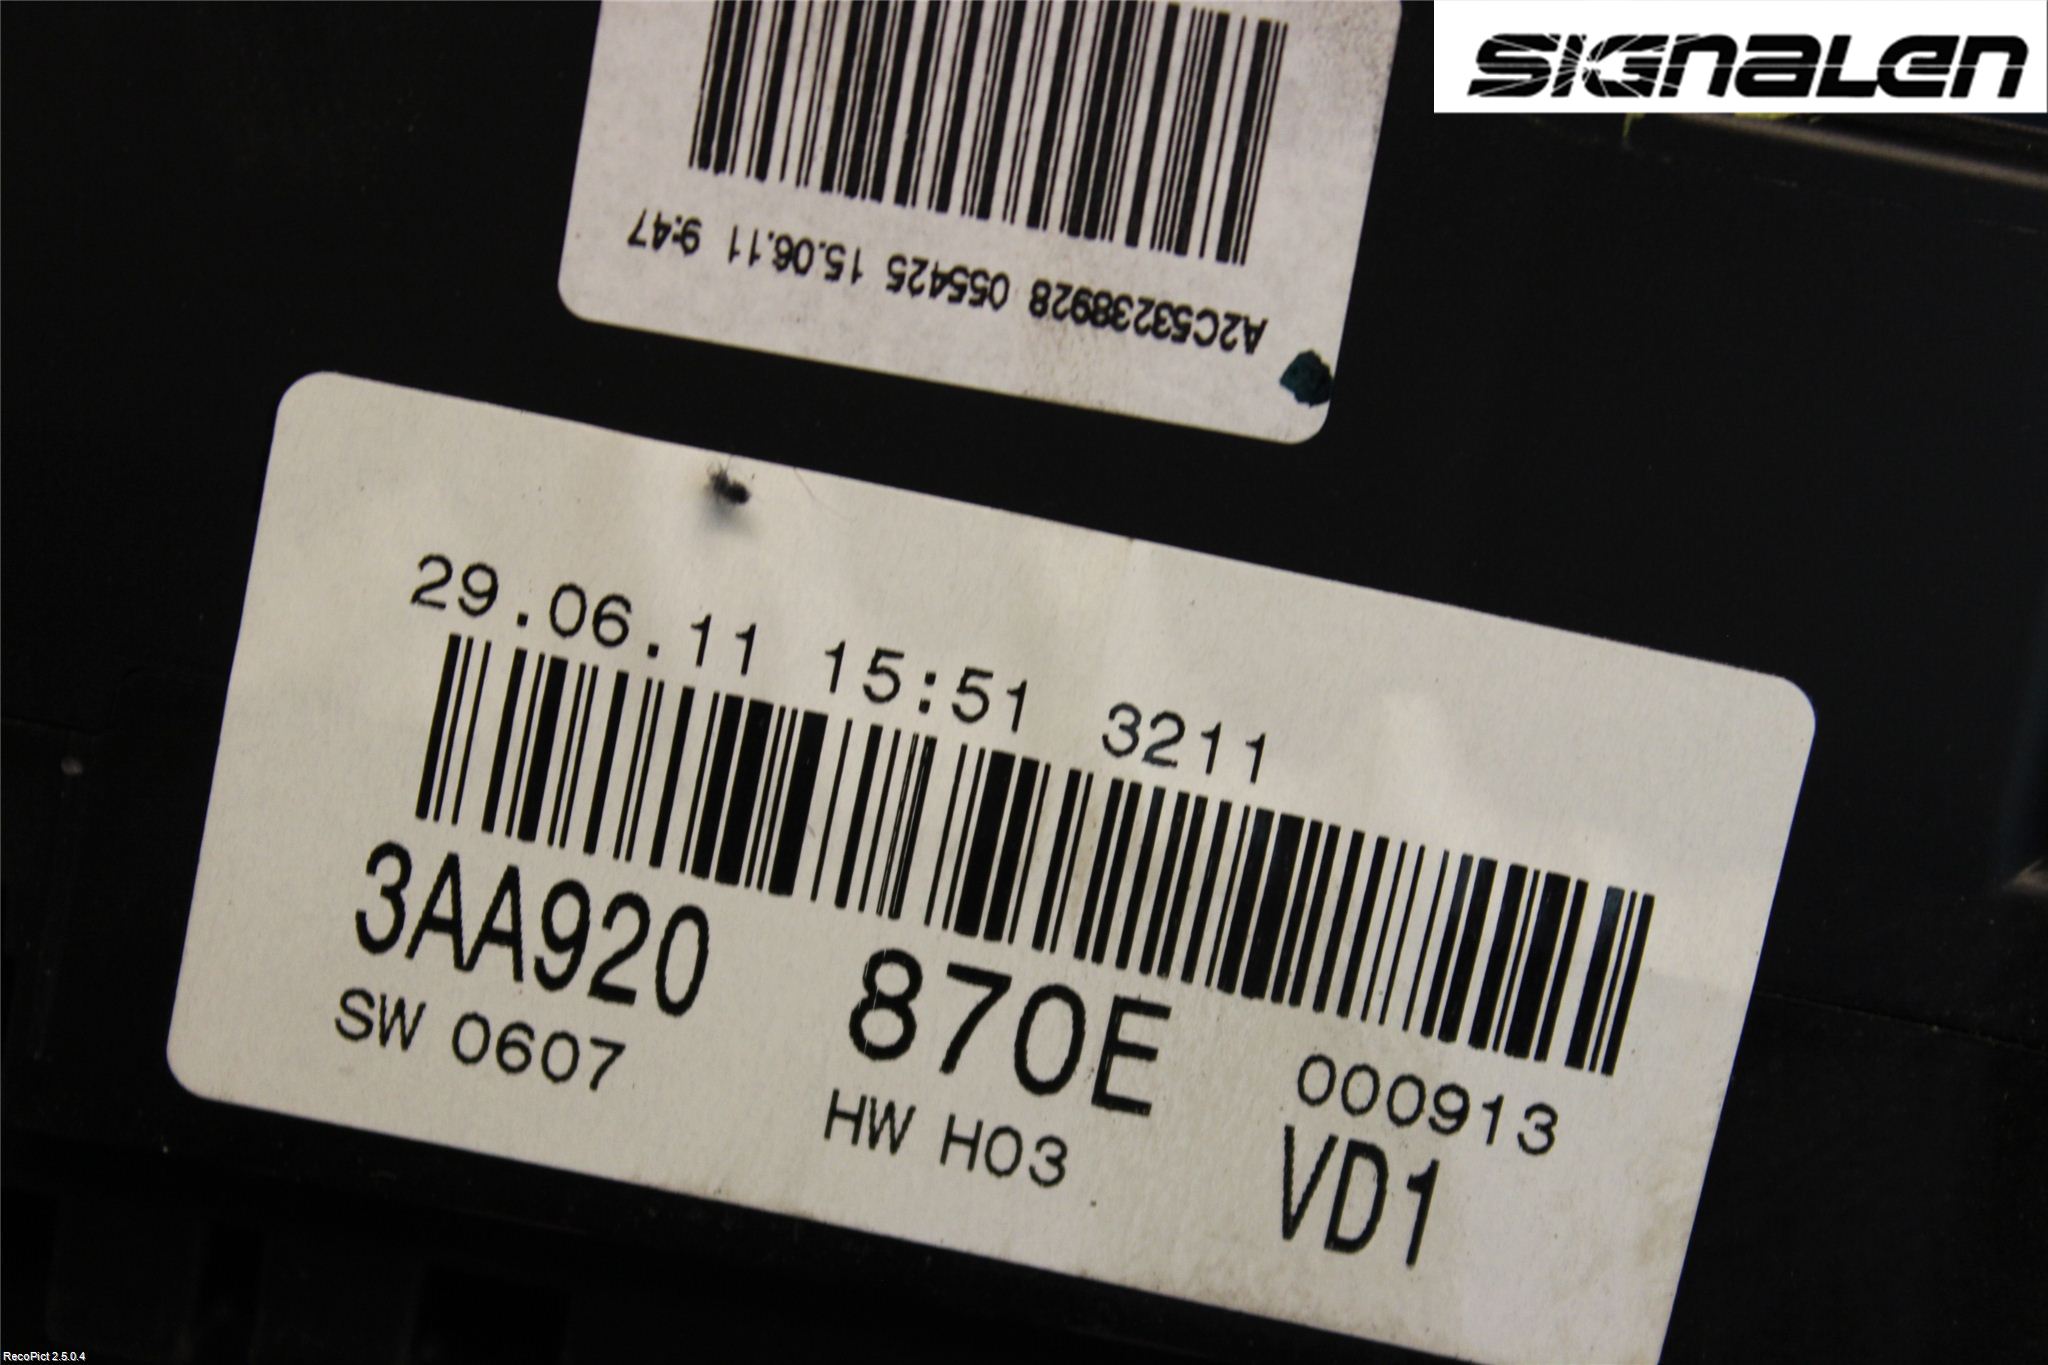 SIGNALEN
A2C53238928 055425 15.06.11 9:47
29.06.11 15:51 3211
3AA920 870E 000913
SW 0607 HW H03 VD1
RecoPict 2.5.0.4